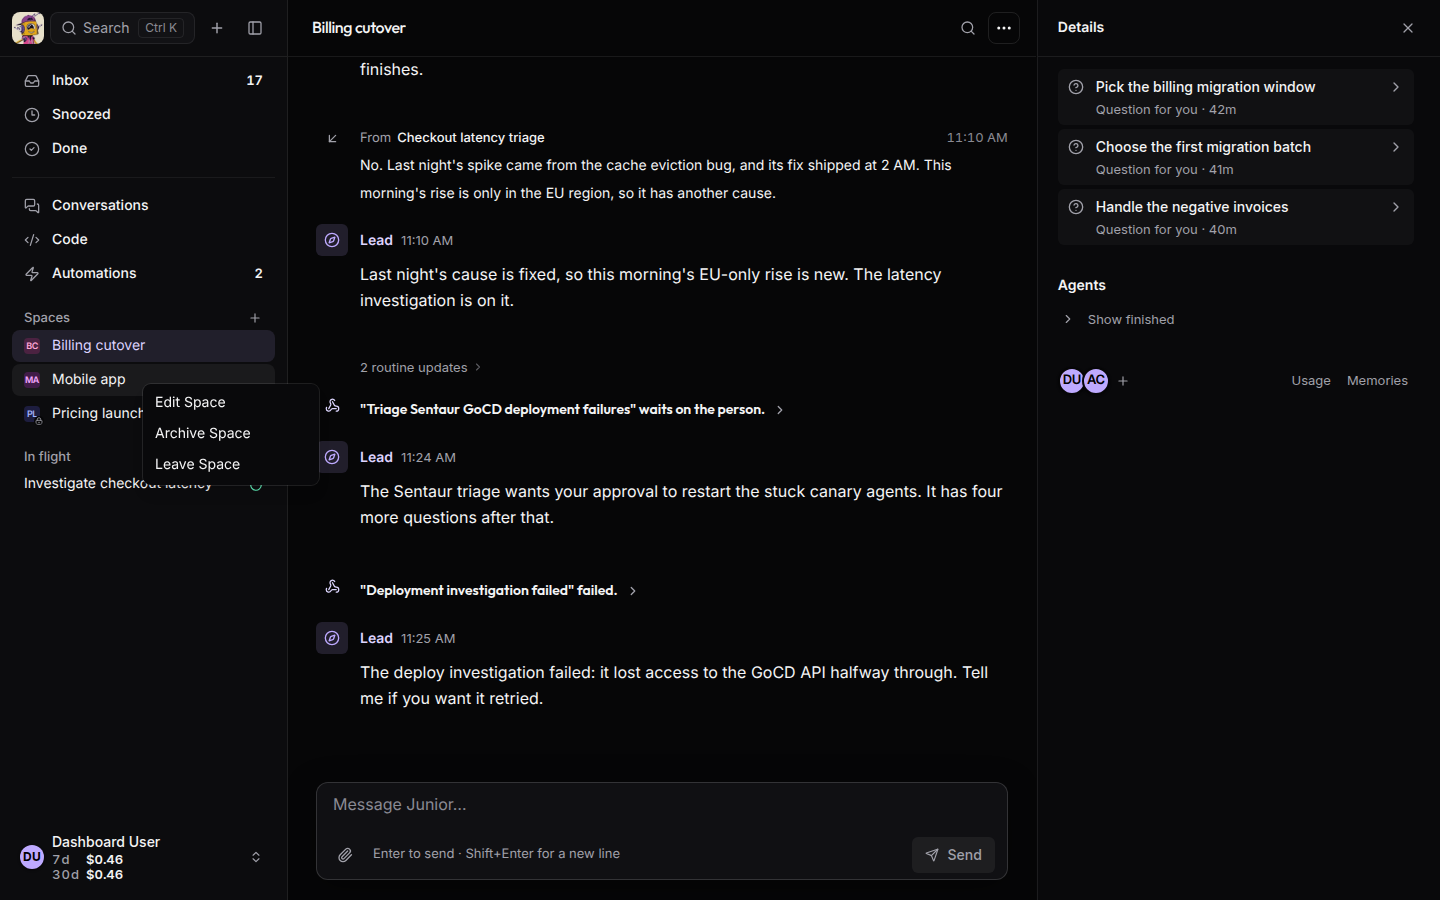 Search Ctrl K
Inbox 17
Snoozed
Done
Conversations
Code
Automations 2
Spaces
BC Billing cutover
MA Mobile app
PL Pricing launch
Edit Space
Archive Space
Leave Space
In flight
Investigate checkout latency
DU Dashboard User
7d $0.46
30d $0.46
Billing cutover
finishes.
From Checkout latency triage 11:10 AM
No. Last night's spike came from the cache eviction bug, and its fix shipped at 2 AM. This
morning's rise is only in the EU region, so it has another cause.
Lead 11:10 AM
Last night's cause is fixed, so this morning's EU-only rise is new. The latency
investigation is on it.
2 routine updates
"Triage Sentaur GoCD deployment failures" waits on the person.
Lead 11:24 AM
The Sentaur triage wants your approval to restart the stuck canary agents. It has four
more questions after that.
"Deployment investigation failed" failed.
Lead 11:25 AM
The deploy investigation failed: it lost access to the GoCD API halfway through. Tell
me if you want it retried.
Message Junior...
Enter to send · Shift+Enter for a new line
Send
Details
Pick the billing migration window
Question for you · 42m
Choose the first migration batch
Question for you · 41m
Handle the negative invoices
Question for you · 40m
Agents
Show finished
DU AC Usage Memories